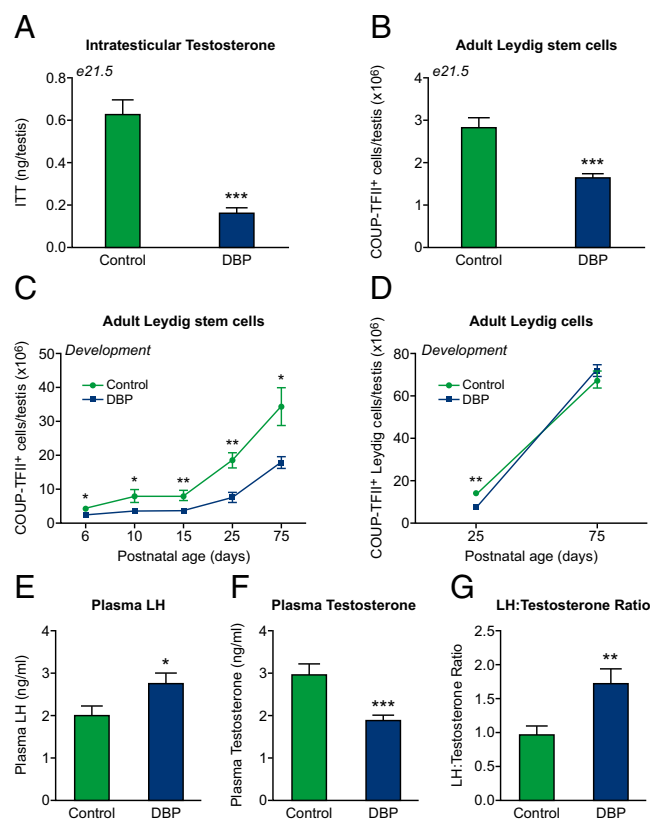 A
Intratesticular Testosterone
e21.5
ITT (ng/testis)
0.8
0.6
0.4
0.2
0.0
***
Control
DBP
B
Adult Leydig stem cells
e21.5
COUP-TFII⁺ cells/testis (x10⁶)
4
3
2
1
0
***
Control
DBP
C
Adult Leydig stem cells
Development
COUP-TFII⁺ cells/testis (x10⁶)
50
40
30
20
10
0
Control
DBP
*
*
**
**
*
6
10
15
25
75
Postnatal age (days)
D
Adult Leydig cells
Development
COUP-TFII⁺ Leydig cells/testis (x10⁶)
80
60
40
20
0
Control
DBP
**
25
75
Postnatal age (days)
E
Plasma LH
Plasma LH (ng/ml)
4
3
2
1
0
*
Control
DBP
F
Plasma Testosterone
Plasma Testosterone (ng/ml)
4
3
2
1
0
***
Control
DBP
G
LH:Testosterone Ratio
LH:Testosterone Ratio
2.5
2.0
1.5
1.0
0.5
0.0
**
Control
DBP